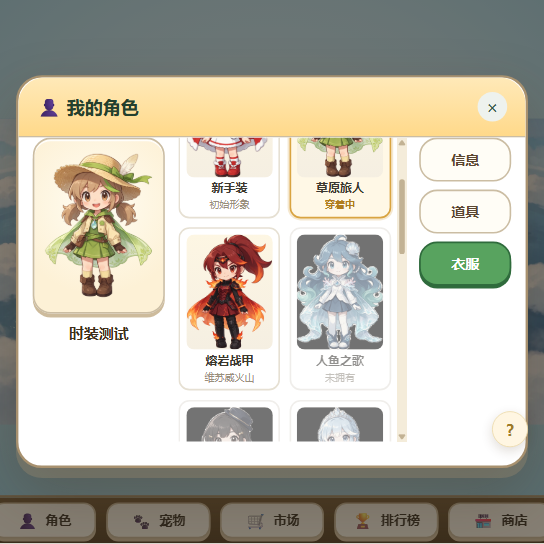 我的角色
×
新手装
初始形象
草原旅人
穿着中
信息
道具
衣服
时装测试
熔岩战甲
维苏威火山
人鱼之歌
未拥有
?
角色
宠物
市场
排行榜
商店